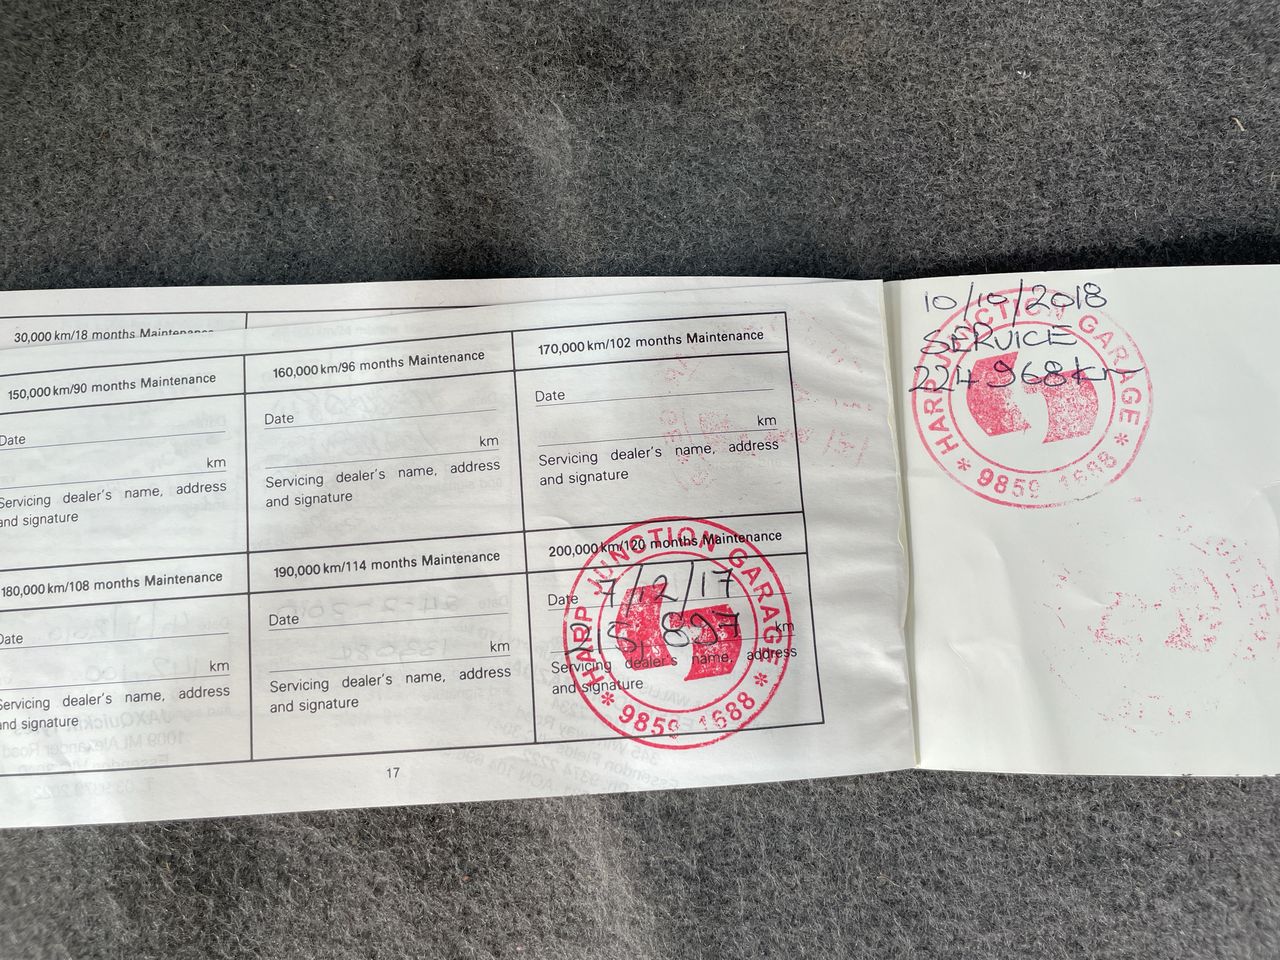 30,000 km/18 months Maintenance
150,000 km/90 months Maintenance
Date
km
Servicing dealer's name, address
and signature
160,000 km/96 months Maintenance
Date
km
Servicing dealer's name, address
and signature
170,000 km/102 months Maintenance
Date
km
Servicing dealer's name, address
and signature
180,000 km/108 months Maintenance
Date
km
Servicing dealer's name, address
and signature
190,000 km/114 months Maintenance
Date
km
Servicing dealer's name, address
and signature
200,000 km/120 months Maintenance
Date 7/12/17
km
Servicing dealer's name, address
and signature
HARP JUNCTION GARAGE
* 9859 1688 *
17
10/10/2018
SERVICE
224 968 km
HARP JUNCTION GARAGE
* 9859 1688 *